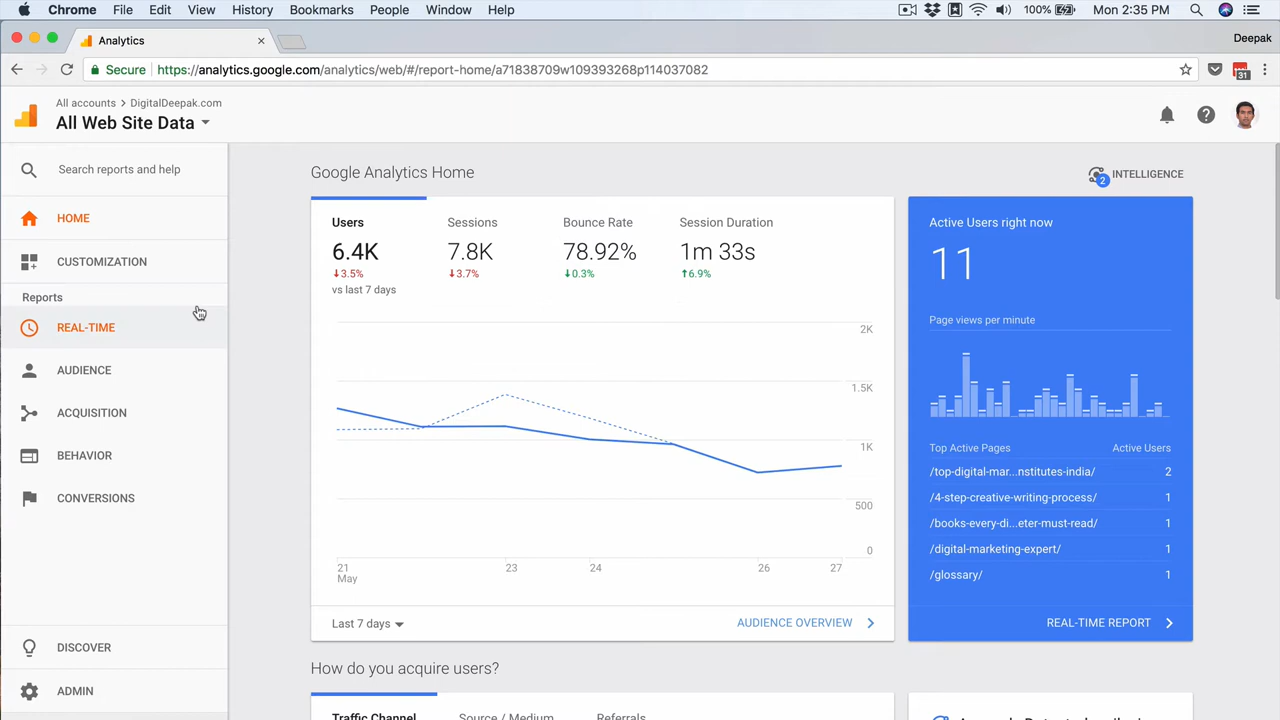 Chrome File Edit View History Bookmarks People Window Help 100% Mon 2:35 PM
Analytics
Deepak
Secure https://analytics.google.com/analytics/web/#/report-home/a71838709w109393268p114037082
31
All accounts > DigitalDeepak.com
All Web Site Data
Search reports and help
HOME
CUSTOMIZATION
Reports
REAL-TIME
AUDIENCE
ACQUISITION
BEHAVIOR
CONVERSIONS
DISCOVER
ADMIN
Google Analytics Home
2 INTELLIGENCE
Users Sessions Bounce Rate Session Duration
6.4K 7.8K 78.92% 1m 33s
↓3.5% ↓3.7% ↓0.3% ↑6.9%
vs last 7 days
2K
1.5K
1K
500
0
21 23 24 26 27
May
Last 7 days
AUDIENCE OVERVIEW
Active Users right now
11
Page views per minute
Top Active Pages Active Users
/top-digital-mar...nstitutes-india/ 2
/4-step-creative-writing-process/ 1
/books-every-di...eter-must-read/ 1
/digital-marketing-expert/ 1
/glossary/ 1
REAL-TIME REPORT
How do you acquire users?
Traffic Channel Source / Medium Referrals